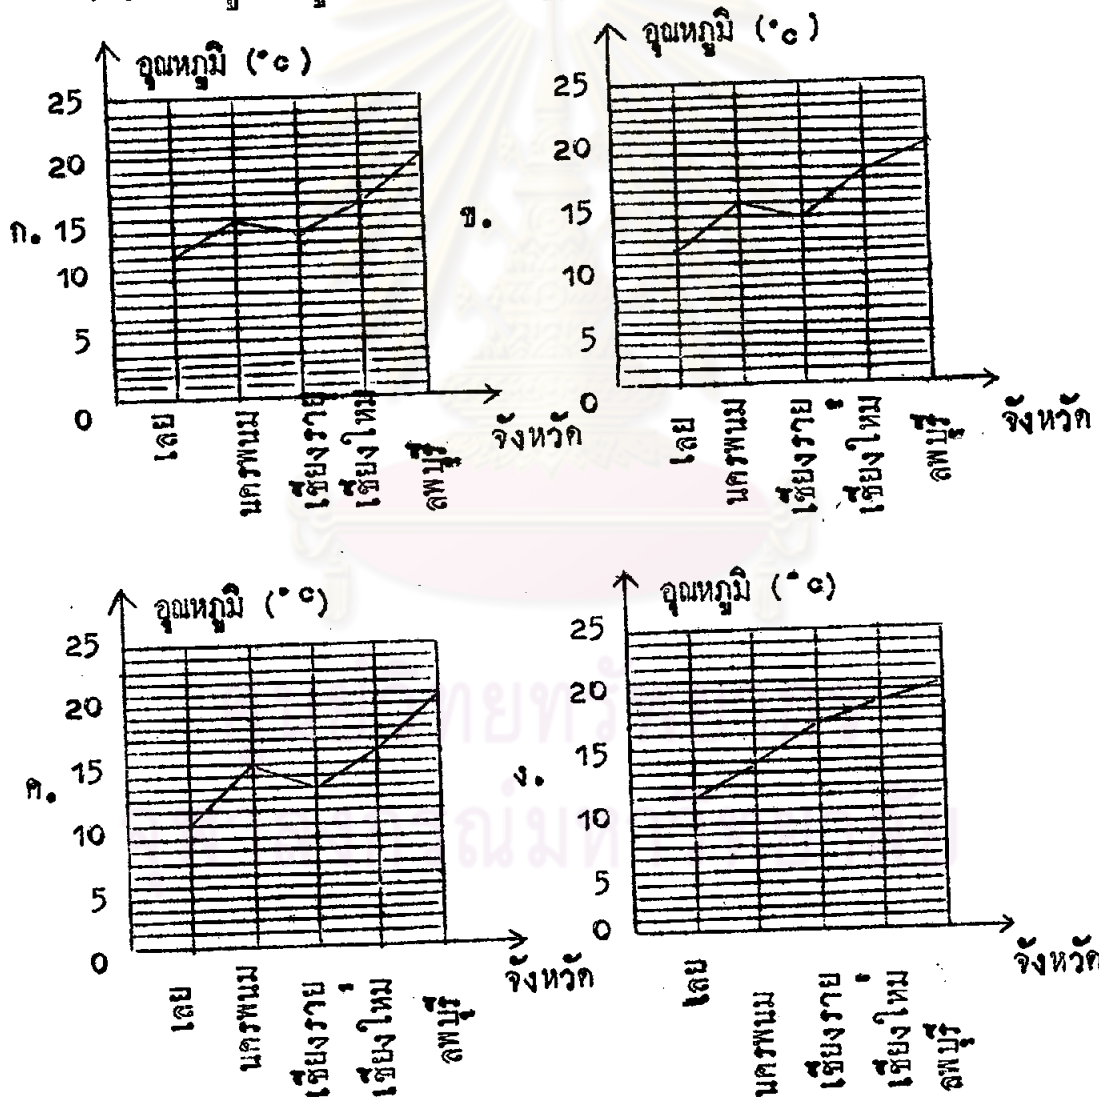 อุณหภูมิ (°c)
25
20
ก. 15
10
5
0
เลย
นครพนม
เชียงราย
เชียงใหม่
ลพบุรี
จังหวัด
อุณหภูมิ (°c)
25
20
ข. 15
10
5
0
เลย
นครพนม
เชียงราย
เชียงใหม่
ลพบุรี
จังหวัด
อุณหภูมิ (°c)
25
20
ค. 15
10
5
0
เลย
นครพนม
เชียงราย
เชียงใหม่
ลพบุรี
จังหวัด
อุณหภูมิ (°c)
25
20
ง. 15
10
5
0
เลย
นครพนม
เชียงราย
เชียงใหม่
ลพบุรี
จังหวัด